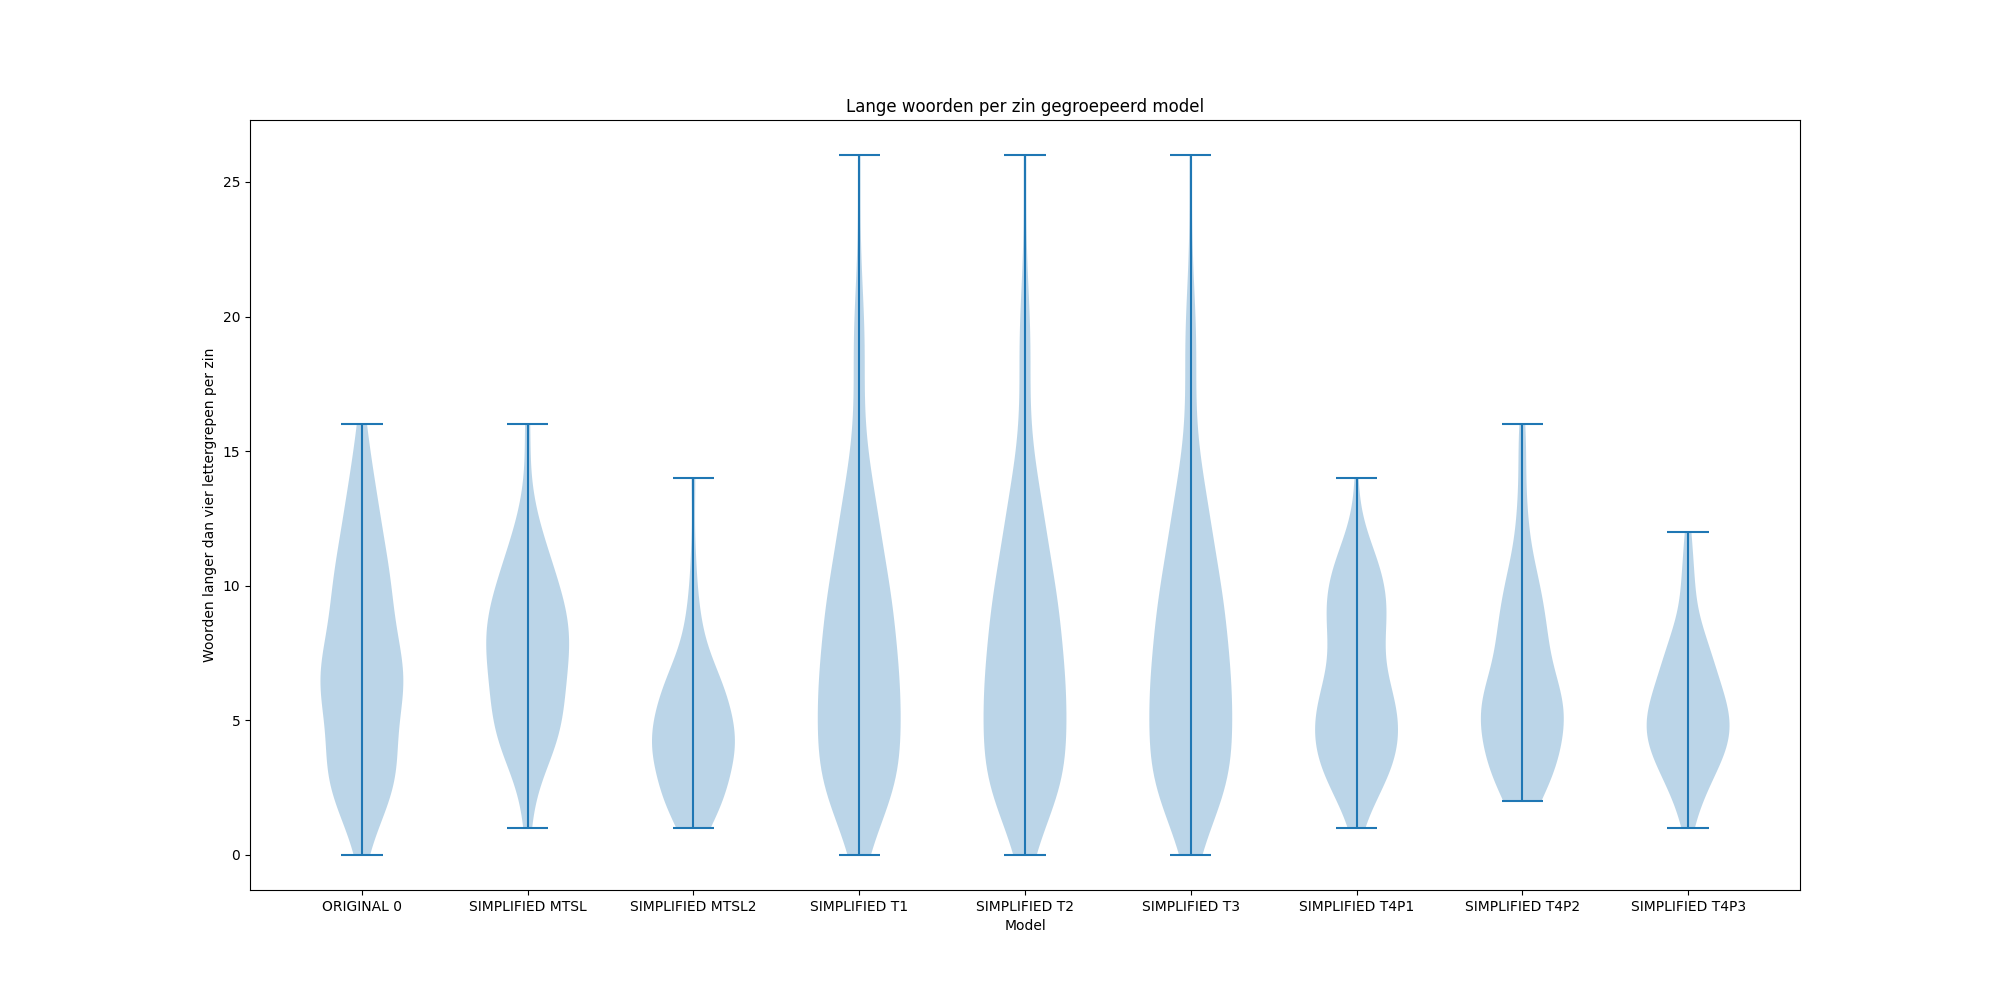 Lange woorden per zin gegroepeerd model
Woorden langer dan vier lettergrepen per zin
25
20
15
10
5
0
ORIGINAL 0 SIMPLIFIED MTSL SIMPLIFIED MTSL2 SIMPLIFIED T1 SIMPLIFIED T2 SIMPLIFIED T3 SIMPLIFIED T4P1 SIMPLIFIED T4P2 SIMPLIFIED T4P3
Model